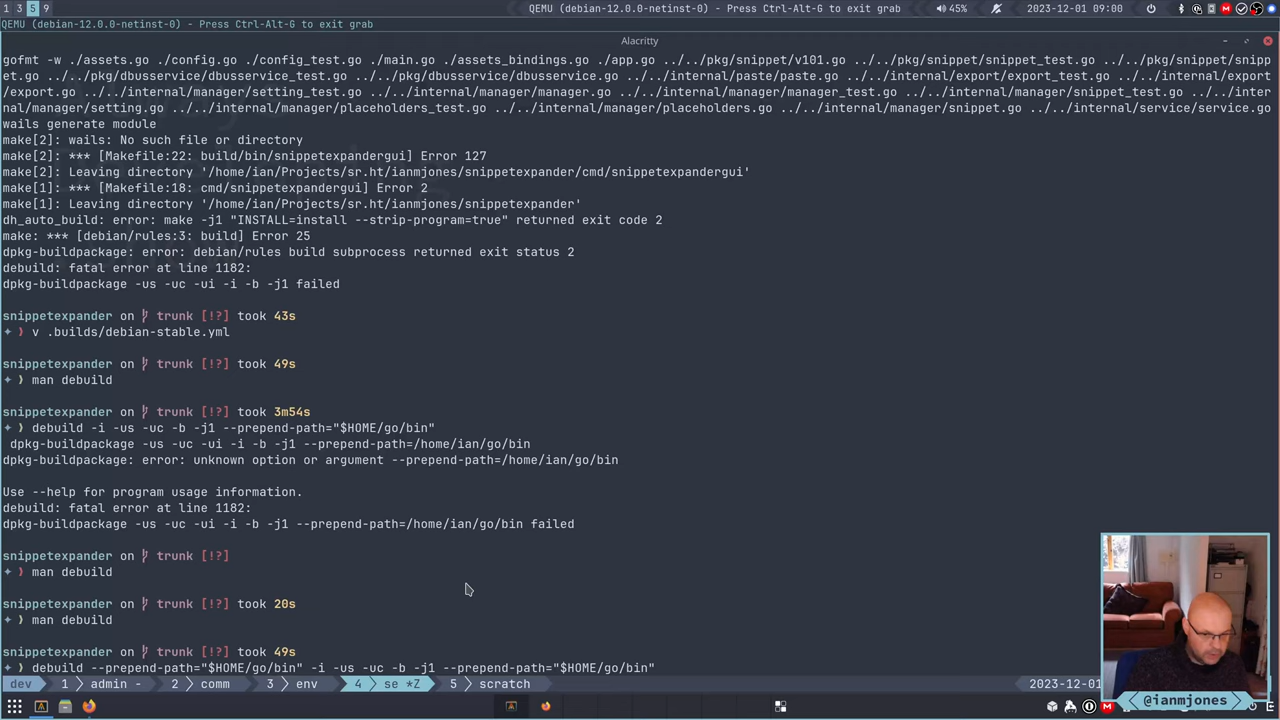 1 3 5 9
QEMU (debian-12.0.0-netinst-0) - Press Ctrl-Alt-G to exit grab
45%
2023-12-01 09:00
QEMU (debian-12.0.0-netinst-0) - Press Ctrl-Alt-G to exit grab
Alacritty
gofmt -w ./assets.go ./config.go ./config_test.go ./main.go ./assets_bindings.go ./app.go ../../pkg/snippet/v101.go ../../pkg/snippet/snippet_test.go ../../pkg/snippet/snipp
et.go ../../pkg/dbusservice/dbusservice_test.go ../../pkg/dbusservice/dbusservice.go ../../internal/paste/paste.go ../../internal/export/export_test.go ../../internal/export
/export.go ../../internal/manager/setting_test.go ../../internal/manager/manager.go ../../internal/manager/manager_test.go ../../internal/manager/snippet_test.go ../../inter
nal/manager/setting.go ../../internal/manager/placeholders_test.go ../../internal/manager/placeholders.go ../../internal/manager/snippet.go ../../internal/service/service.go
wails generate module
make[2]: wails: No such file or directory
make[2]: *** [Makefile:22: build/bin/snippetexpandergui] Error 127
make[2]: Leaving directory '/home/ian/Projects/sr.ht/ianmjones/snippetexpander/cmd/snippetexpandergui'
make[1]: *** [Makefile:18: cmd/snippetexpandergui] Error 2
make[1]: Leaving directory '/home/ian/Projects/sr.ht/ianmjones/snippetexpander'
dh_auto_build: error: make -j1 "INSTALL=install --strip-program=true" returned exit code 2
make: *** [debian/rules:3: build] Error 25
dpkg-buildpackage: error: debian/rules build subprocess returned exit status 2
debuild: fatal error at line 1182:
dpkg-buildpackage -us -uc -ui -i -b -j1 failed
snippetexpander on trunk [!?] took 43s
✦ ❯ v .builds/debian-stable.yml
snippetexpander on trunk [!?] took 49s
✦ ❯ man debuild
snippetexpander on trunk [!?] took 3m54s
✦ ❯ debuild -i -us -uc -b -j1 --prepend-path="$HOME/go/bin"
dpkg-buildpackage -us -uc -ui -i -b -j1 --prepend-path=/home/ian/go/bin
dpkg-buildpackage: error: unknown option or argument --prepend-path=/home/ian/go/bin
Use --help for program usage information.
debuild: fatal error at line 1182:
dpkg-buildpackage -us -uc -ui -i -b -j1 --prepend-path=/home/ian/go/bin failed
snippetexpander on trunk [!?]
✦ ❯ man debuild
snippetexpander on trunk [!?] took 20s
✦ ❯ man debuild
snippetexpander on trunk [!?] took 49s
✦ ❯ debuild --prepend-path="$HOME/go/bin" -i -us -uc -b -j1 --prepend-path="$HOME/go/bin"
dev 1 admin - 2 comm 3 env 4 se *Z 5 scratch 2023-12-01
@ianmjones